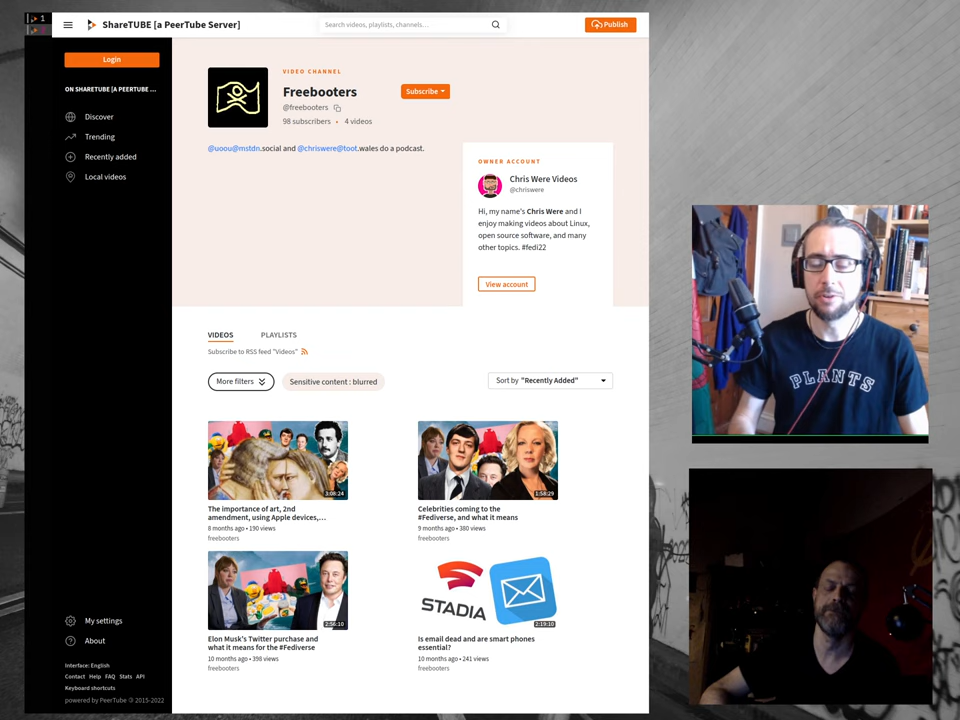 1
ShareTUBE [a PeerTube Server]
Search videos, playlists, channels…
Publish
Login
ON SHARETUBE [A PEERTUBE …
Discover
Trending
Recently added
Local videos
My settings
About
Interface: English
Contact Help FAQ Stats API
Keyboard shortcuts
powered by PeerTube © 2015-2022
VIDEO CHANNEL
Freebooters
Subscribe
@freebooters
98 subscribers • 4 videos
@uoou@mstdn.social and @chriswere@toot.wales do a podcast.
OWNER ACCOUNT
Chris Were Videos
@chriswere
Hi, my name's Chris Were and I
enjoy making videos about Linux,
open source software, and many
other topics. #fedi22
View account
VIDEOS
PLAYLISTS
Subscribe to RSS feed "Videos"
More filters
Sensitive content : blurred
Sort by "Recently Added"
3:08:24
The importance of art, 2nd
amendment, using Apple devices,…
8 months ago • 190 views
freebooters
1:58:29
Celebrities coming to the
#Fediverse, and what it means
9 months ago • 380 views
freebooters
2:56:10
Elon Musk's Twitter purchase and
what it means for the #Fediverse
10 months ago • 398 views
freebooters
STADIA
2:19:10
Is email dead and are smart phones
essential?
10 months ago • 241 views
freebooters
PLANTS